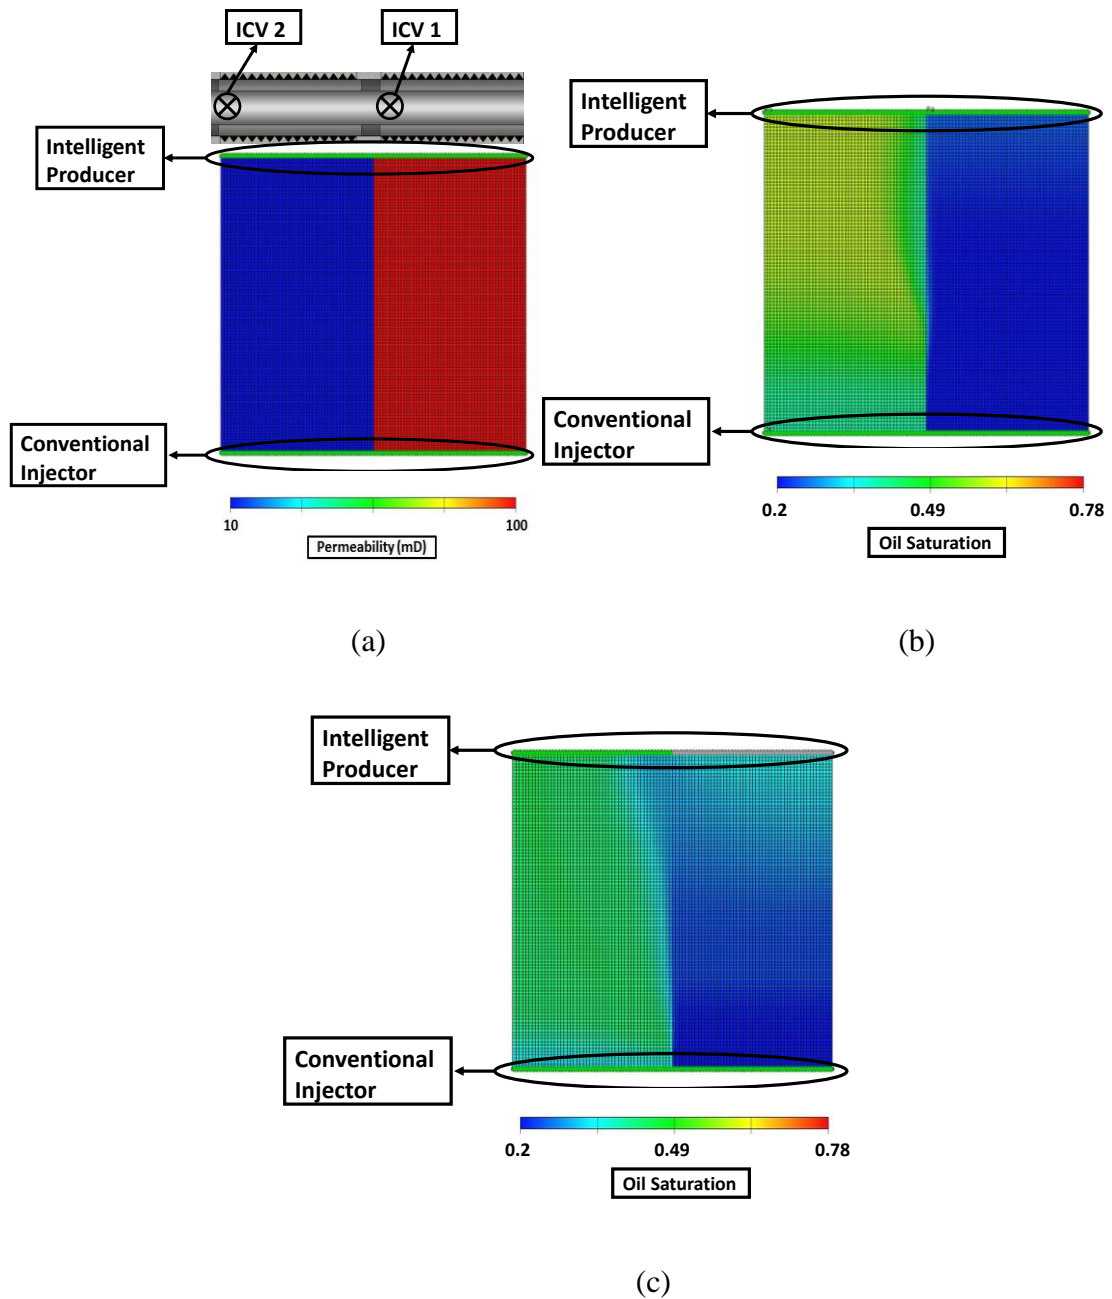 ICV 2
ICV 1
Intelligent
Producer
Conventional
Injector
10
100
Permeability (mD)
(a)
Intelligent
Producer
Conventional
Injector
0.2
0.49
0.78
Oil Saturation
(b)
Intelligent
Producer
Conventional
Injector
0.2
0.49
0.78
Oil Saturation
(c)